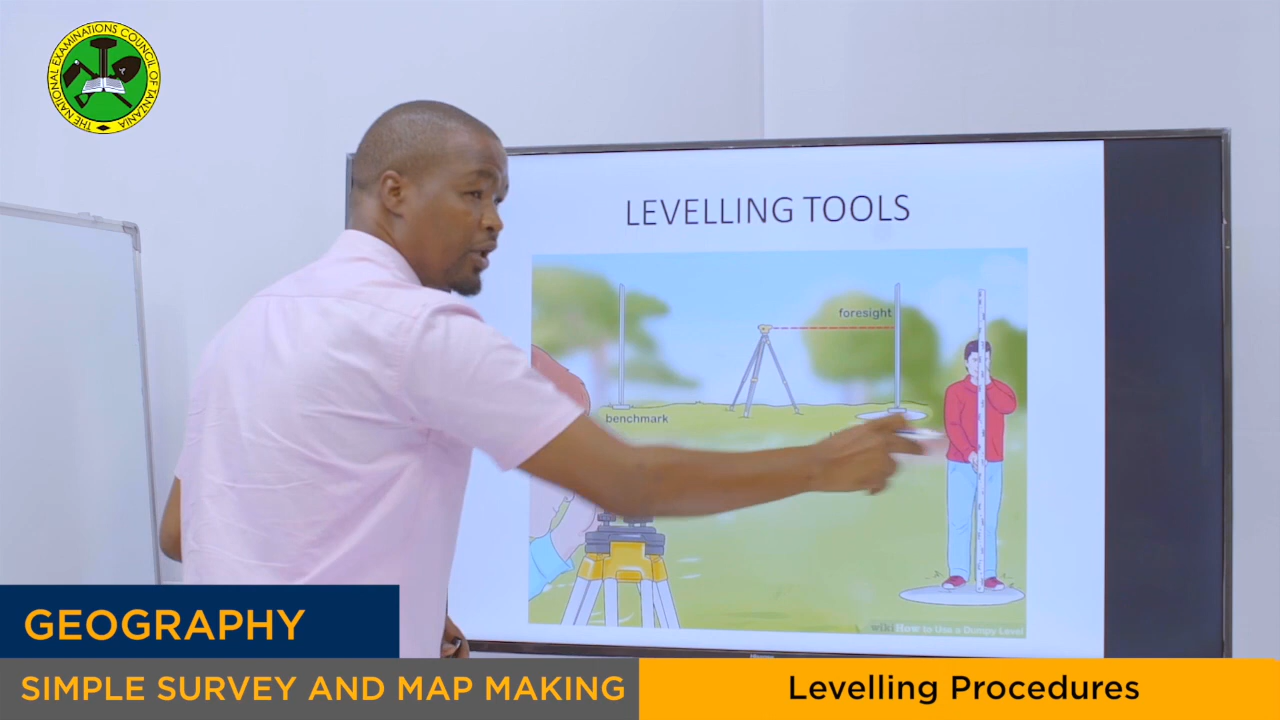 THE NATIONAL EXAMINATIONS COUNCIL OF TANZANIA
LEVELLING TOOLS
foresight
benchmark
wikiHow to Use a Dumpy Level
GEOGRAPHY
SIMPLE SURVEY AND MAP MAKING
Levelling Procedures